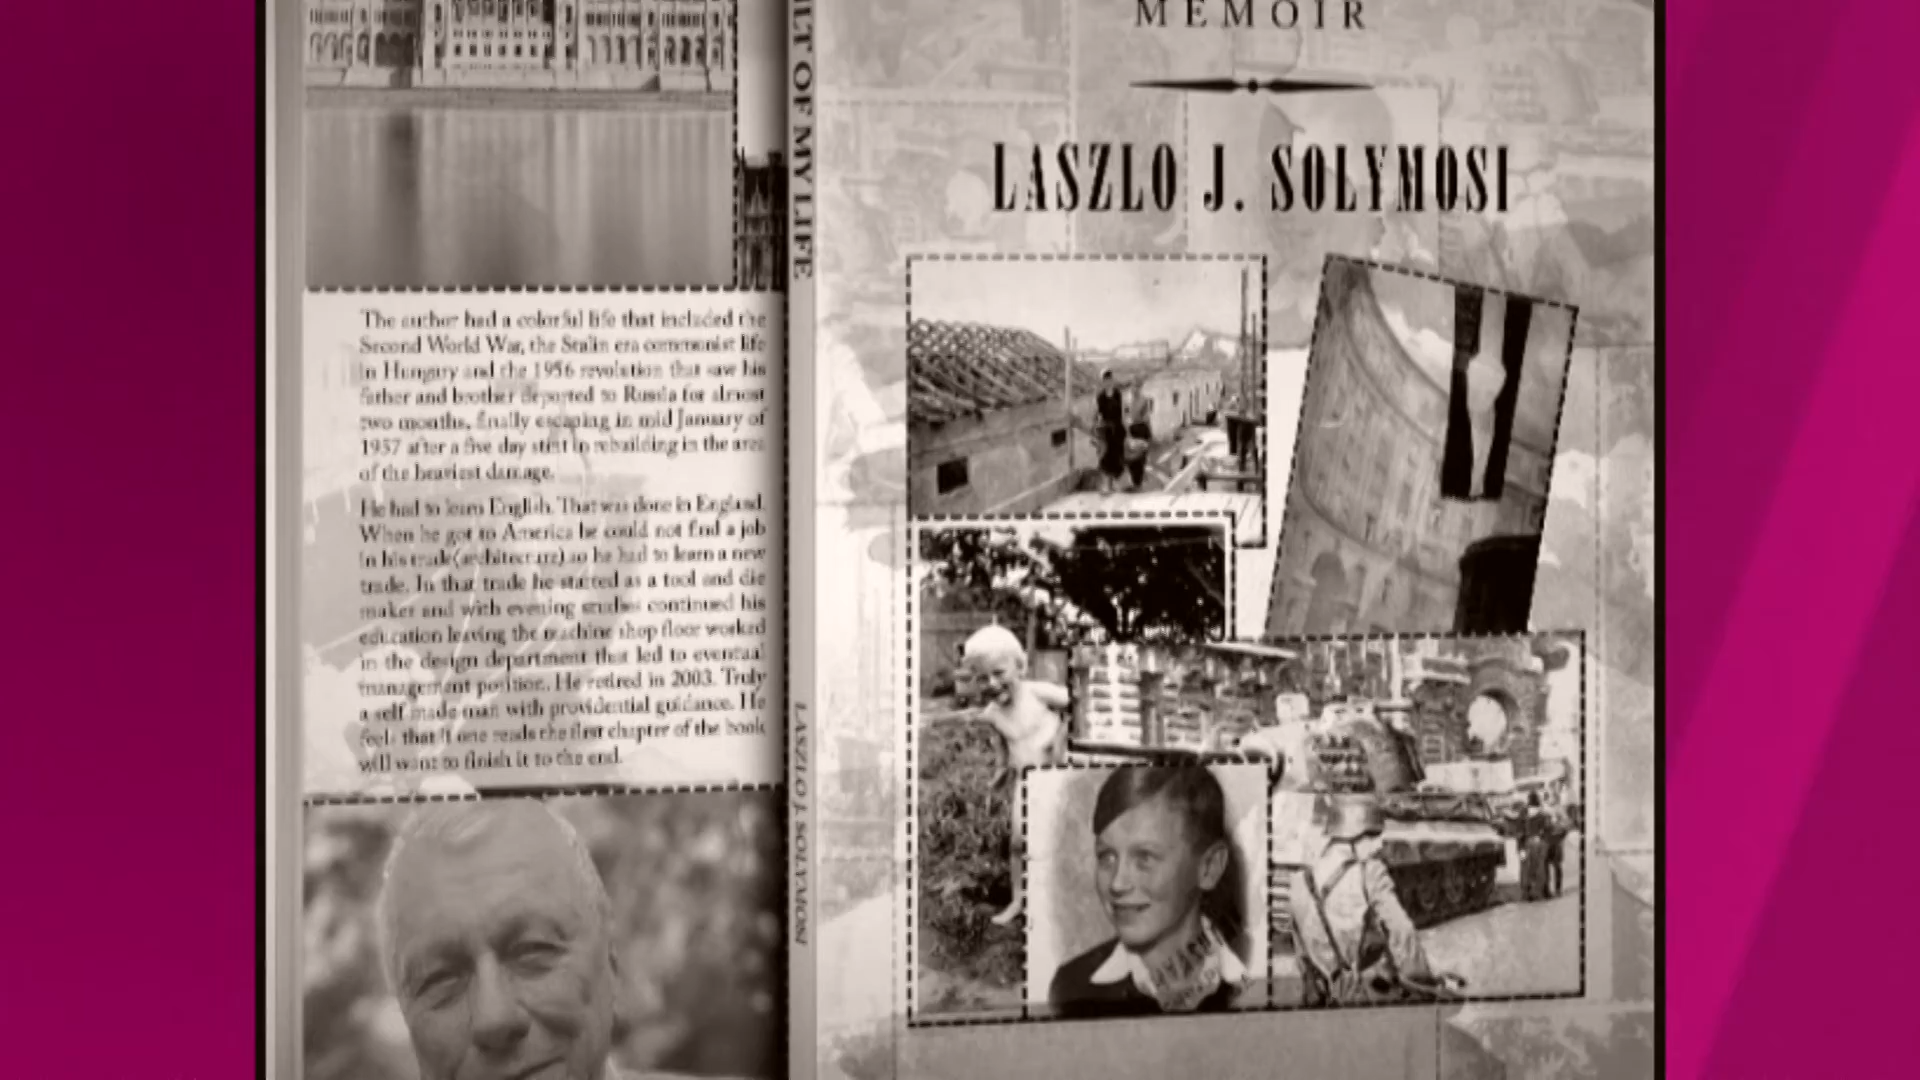 The author had a colorful life that included the
Second World War, the Stalin era communist life
in Hungary and the 1956 revolution that saw his
father and brother deported to Russia for almost
two months, finally escaping in mid January of
1957 after a five day stint in rebuilding in the area
of the heaviest damage.
He had to learn English. That was done in England.
When he got to America he could not find a job
in his trade(architecture) so he had to learn a new
trade. In that trade he started as a tool and die
maker and with evening studies continued his
education leaving the machine shop floor worked
in the design department that led to eventual
management position. He retired in 2003. Truly
a self made man with providential guidance. He
feels that if one reads the first chapter of the book
will want to finish it to the end.
OF MY LIFE
LASZLO J. SOLYMOSI
MEMOIR
LASZLO J. SOLYMOSI